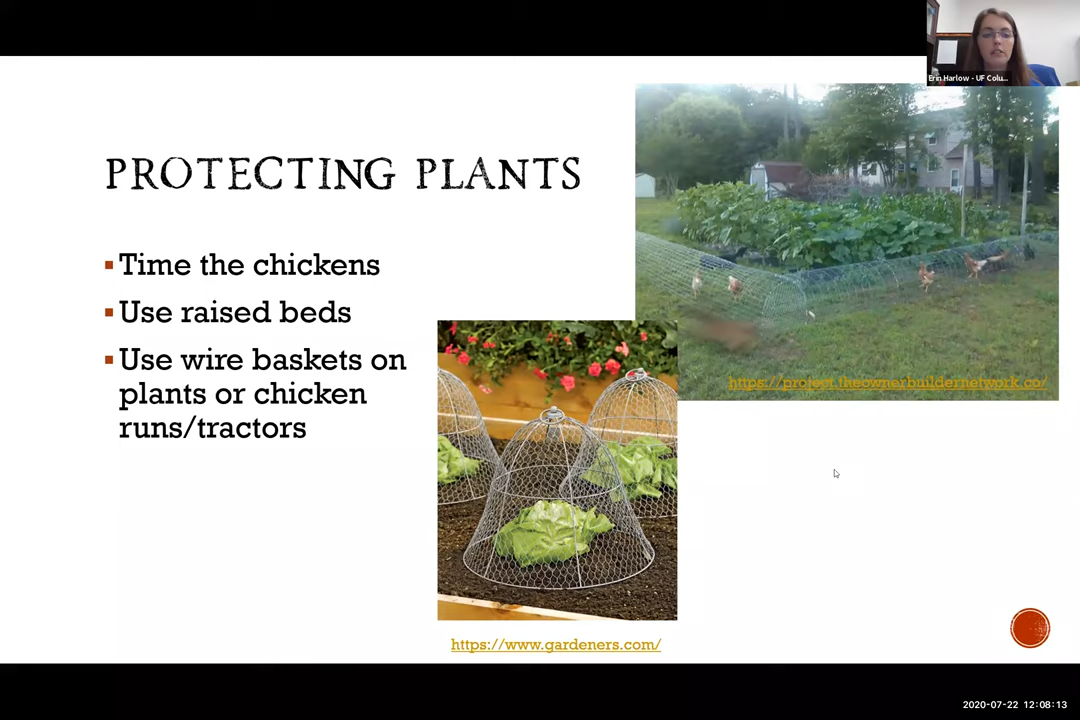 Erin Harlow - UF Colu...
PROTECTING PLANTS
▪Time the chickens
▪Use raised beds
▪Use wire baskets on
plants or chicken
runs/tractors
https://project.theownerbuildernetwork.co/
https://www.gardeners.com/
2020-07-22 12:08:13